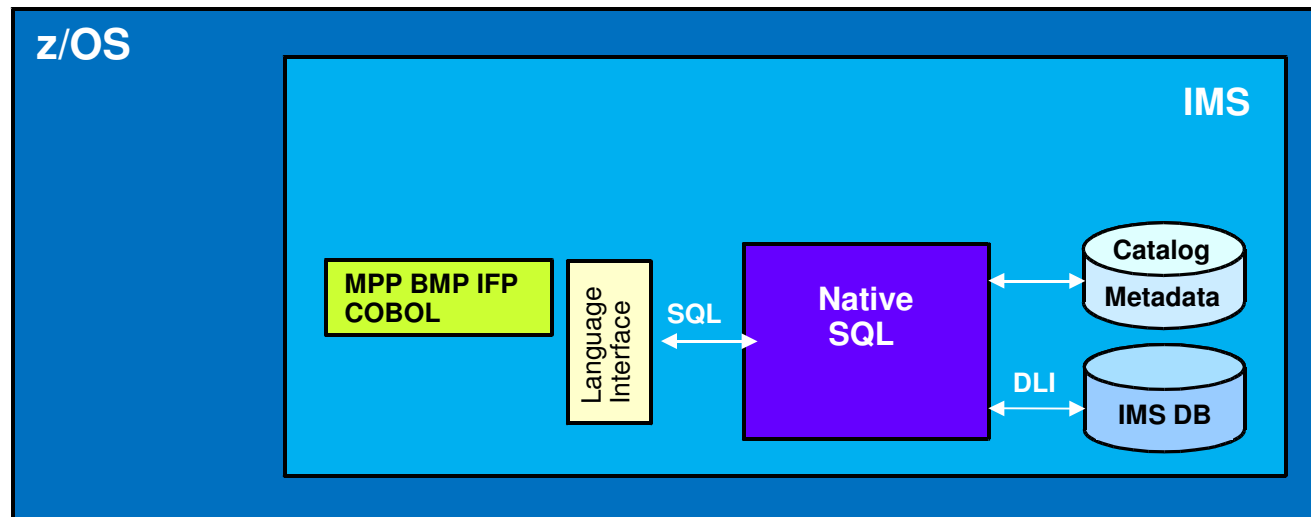 z/OS
IMS
MPP BMP IFP
COBOL
Language
Interface
SQL
Native
SQL
Catalog
Metadata
DLI
IMS DB